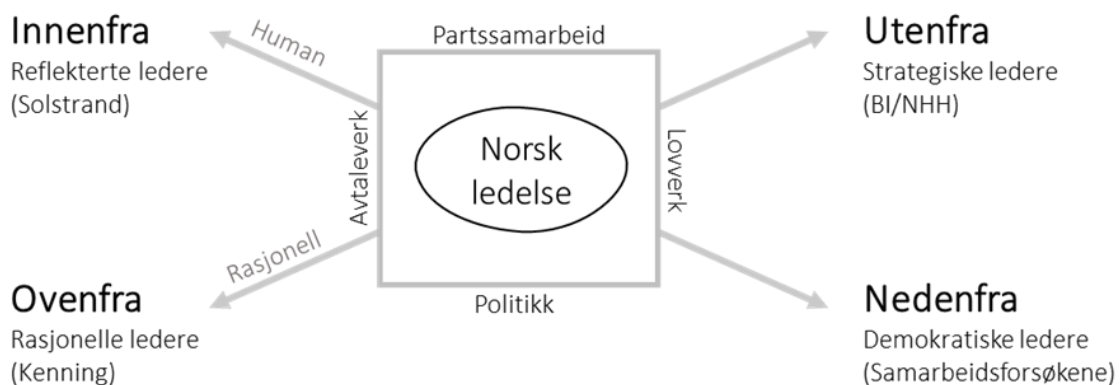 Innenfra
Reflekterte ledere
(Solstrand)
Human
Partssamarbeid
Utenfra
Strategiske ledere
(BI/NHH)
Avtaleverk
Norsk
ledelse
Lovverk
Rasjonell
Ovenfra
Rasjonelle ledere
(Kenning)
Politikk
Nedenfra
Demokratiske ledere
(Samarbeidsforsøkene)